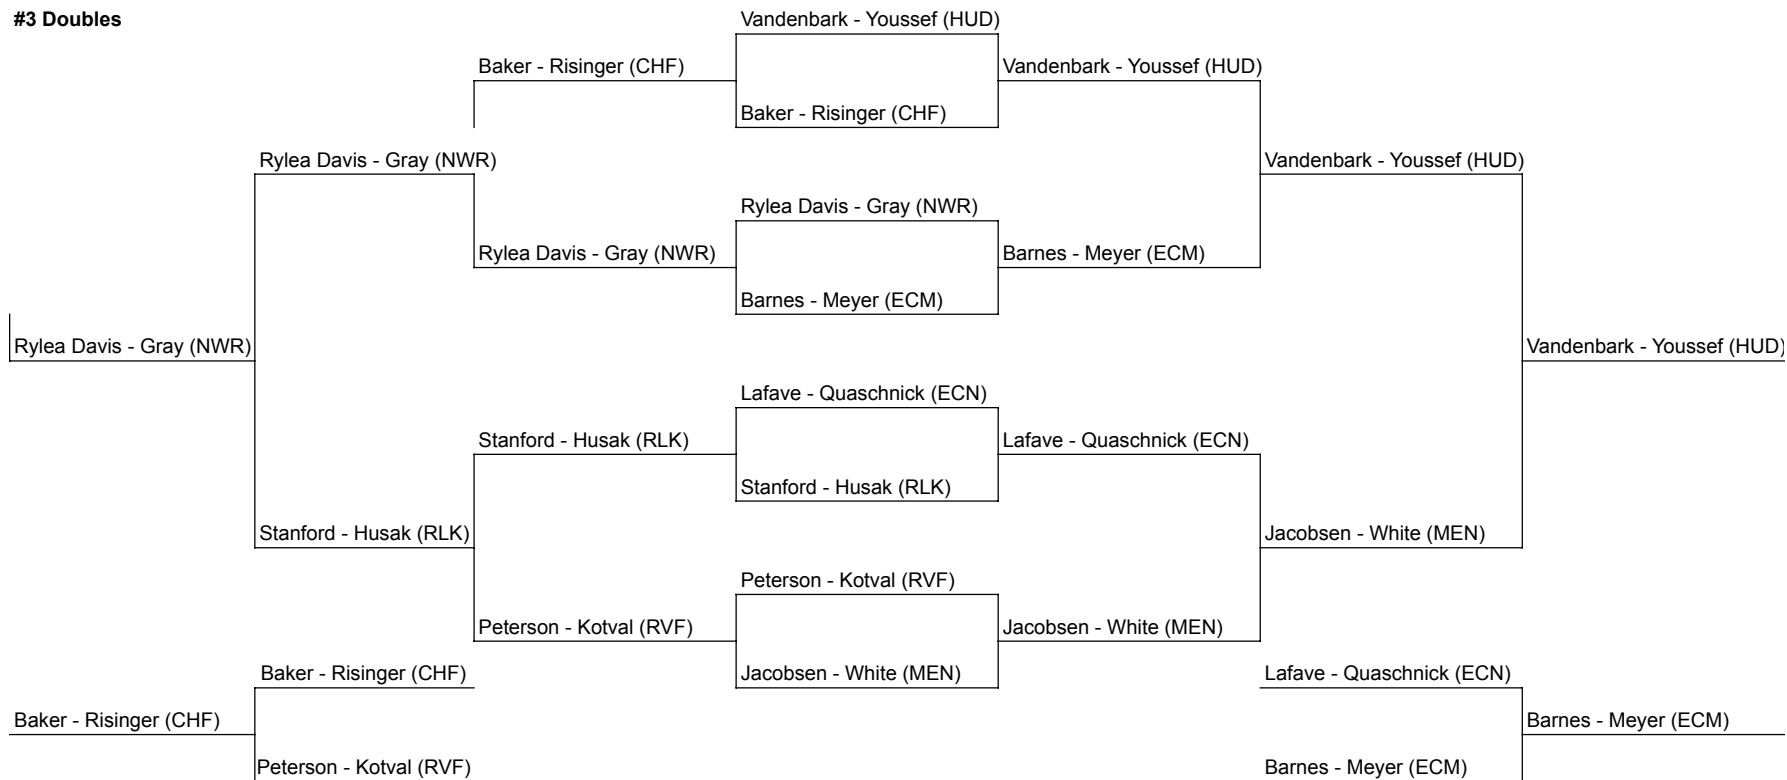 #3 Doubles
Vandenbark - Youssef (HUD)
Baker - Risinger (CHF)
Vandenbark - Youssef (HUD)
Baker - Risinger (CHF)
Rylea Davis - Gray (NWR)
Vandenbark - Youssef (HUD)
Rylea Davis - Gray (NWR)
Rylea Davis - Gray (NWR)
Barnes - Meyer (ECM)
Barnes - Meyer (ECM)
Rylea Davis - Gray (NWR)
Vandenbark - Youssef (HUD)
Lafave - Quaschnick (ECN)
Stanford - Husak (RLK)
Lafave - Quaschnick (ECN)
Stanford - Husak (RLK)
Stanford - Husak (RLK)
Jacobsen - White (MEN)
Peterson - Kotval (RVF)
Peterson - Kotval (RVF)
Jacobsen - White (MEN)
Baker - Risinger (CHF)
Jacobsen - White (MEN)
Lafave - Quaschnick (ECN)
Baker - Risinger (CHF)
Barnes - Meyer (ECM)
Peterson - Kotval (RVF)
Barnes - Meyer (ECM)